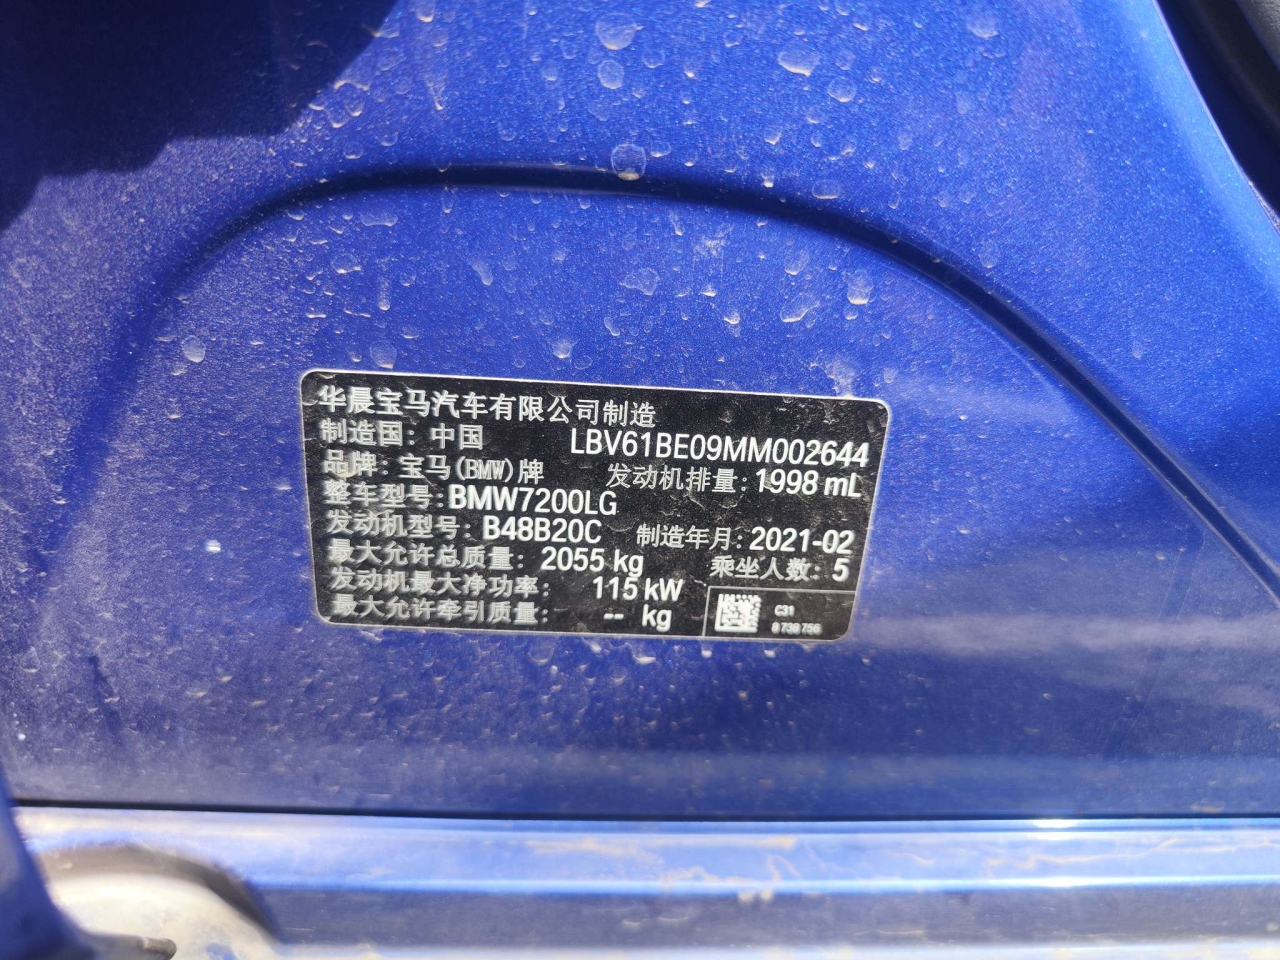 华晨宝马汽车有限公司制造
制造国：中国 LBV61BE09MM002644
品牌：宝马(BMW)牌 发动机排量：1998 mL
整车型号：BMW7200LG
发动机型号：B48B20C 制造年月：2021-02
最大允许总质量：2055 kg 乘坐人数：5
发动机最大净功率：115 kW
最大允许牵引质量：-- kg
C31
8 738 756